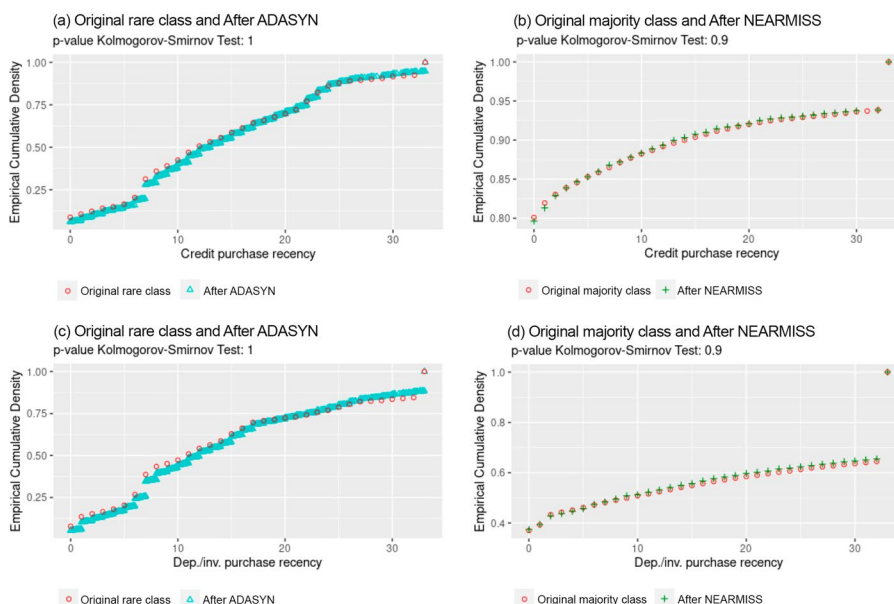 (a) Original rare class and After ADASYN
p-value Kolmogorov-Smirnov Test: 1
Empirical Cumulative Density
1.00
0.75
0.50
0.25
0 10 20 30
Credit purchase recency
Original rare class After ADASYN
(b) Original majority class and After NEARMISS
p-value Kolmogorov-Smirnov Test: 0.9
Empirical Cumulative Density
1.00
0.95
0.90
0.85
0.80
0 10 20 30
Credit purchase recency
Original majority class After NEARMISS
(c) Original rare class and After ADASYN
p-value Kolmogorov-Smirnov Test: 1
Empirical Cumulative Density
1.00
0.75
0.50
0.25
0 10 20 30
Dep./inv. purchase recency
Original rare class After ADASYN
(d) Original majority class and After NEARMISS
p-value Kolmogorov-Smirnov Test: 0.9
Empirical Cumulative Density
1.0
0.8
0.6
0.4
0 10 20 30
Dep./inv. purchase recency
Original majority class After NEARMISS